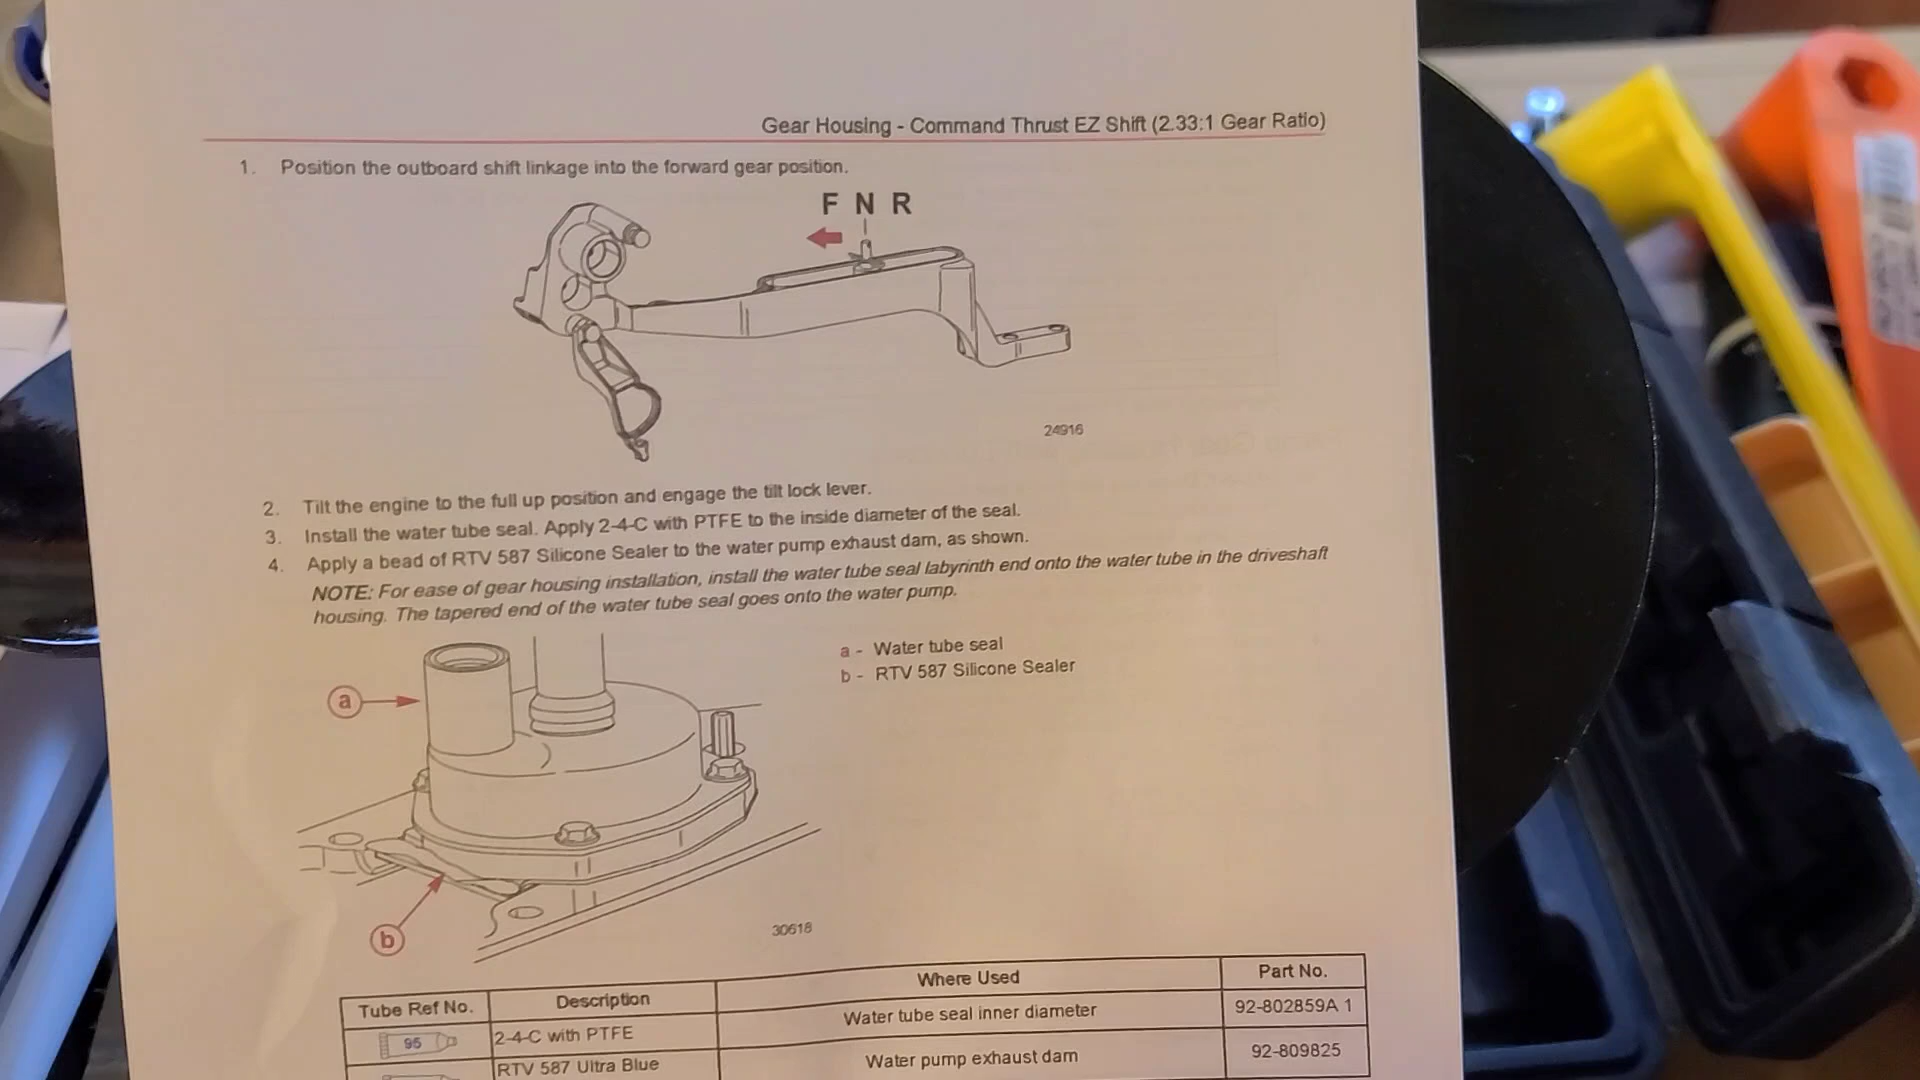 Gear Housing - Command Thrust EZ Shift (2.33:1 Gear Ratio)
1. Position the outboard shift linkage into the forward gear position.
F N R
24916
2. Tilt the engine to the full up position and engage the tilt lock lever.
3. Install the water tube seal. Apply 2-4-C with PTFE to the inside diameter of the seal.
4. Apply a bead of RTV 587 Silicone Sealer to the water pump exhaust dam, as shown.
NOTE: For ease of gear housing installation, install the water tube seal labyrinth end onto the water tube in the driveshaft
housing. The tapered end of the water tube seal goes onto the water pump.
a - Water tube seal
b - RTV 587 Silicone Sealer
a
b
30618
Tube Ref No. Description Where Used Part No.
95 2-4-C with PTFE Water tube seal inner diameter 92-802859A 1
RTV 587 Ultra Blue Water pump exhaust dam 92-809825